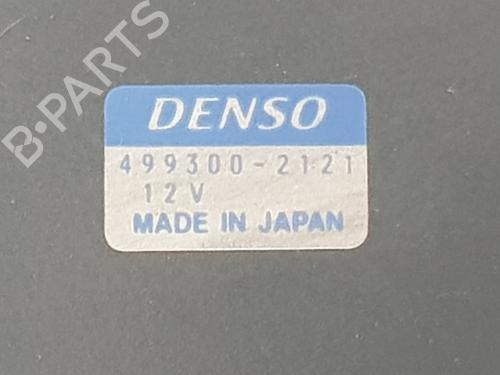 B-PARTS
DENSO
499300-2121
12V
MADE IN JAPAN